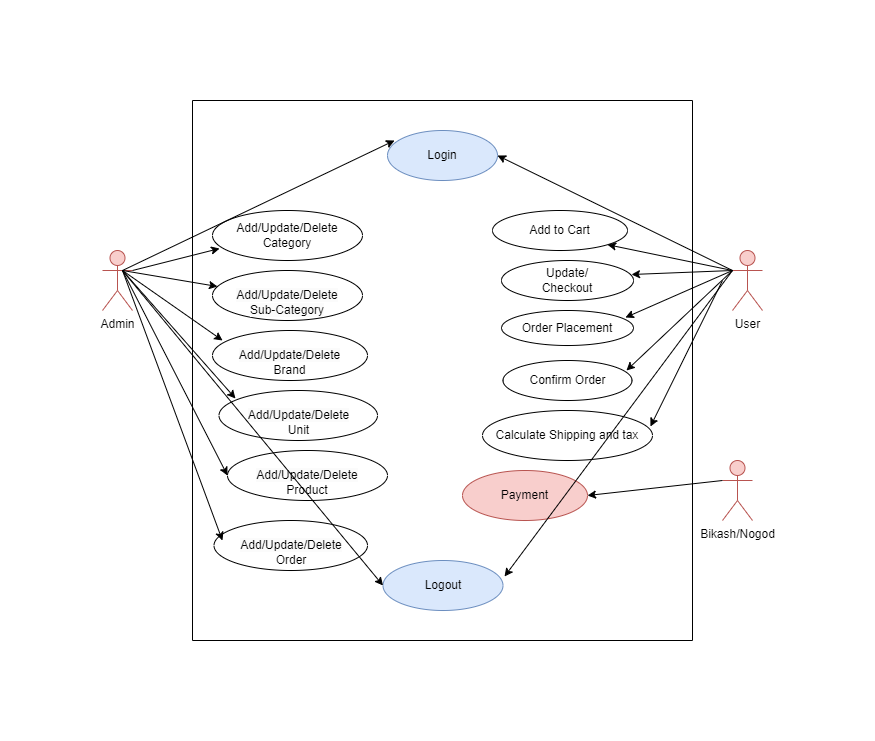 Login
Add/Update/Delete
Category
Add/Update/Delete
Sub-Category
Add/Update/Delete
Brand
Add/Update/Delete
Unit
Add/Update/Delete
Product
Add/Update/Delete
Order
Admin
Add to Cart
Update/
Checkout
Order Placement
Confirm Order
Calculate Shipping and tax
Payment
Logout
User
Bikash/Nogod